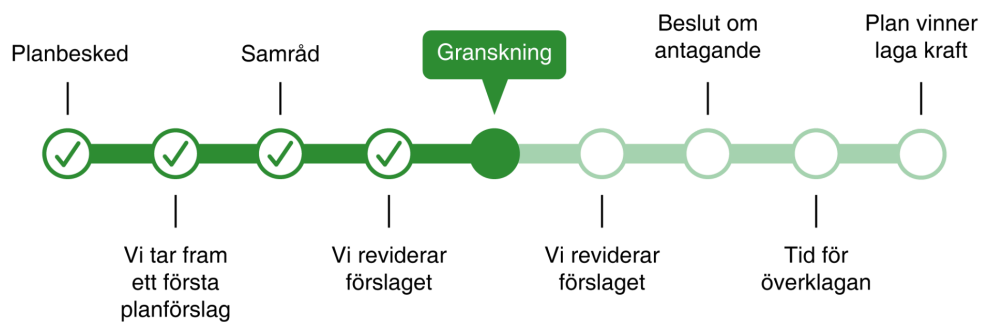 Planbesked
Vi tar fram
ett första
planförslag
Samråd
Vi reviderar
förslaget
Granskning
Vi reviderar
förslaget
Beslut om
antagande
Tid för
överklagan
Plan vinner
laga kraft